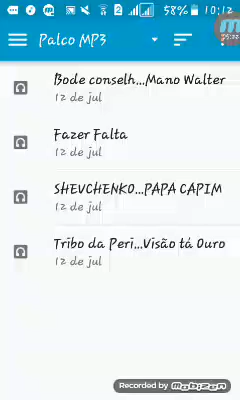 58% 10:12
Palco MP3
Bode conselh...Mano Walter
12 de jul
Fazer Falta
12 de jul
SHEVCHENKO...PAPA CAPIM
12 de jul
Tribo da Peri...Visão tá Ouro
12 de jul
Recorded by mobizen